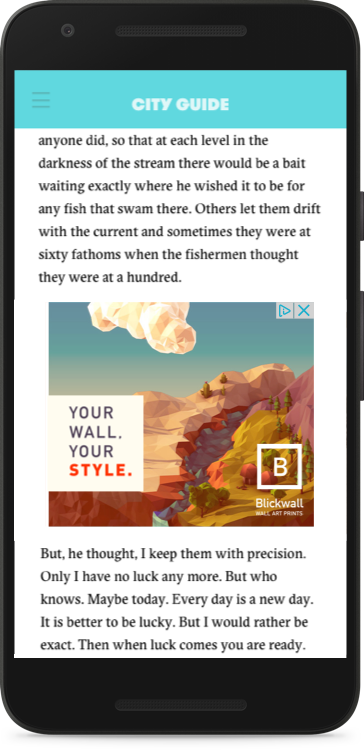 CITY GUIDE
anyone did, so that at each level in the
darkness of the stream there would be a bait
waiting exactly where he wished it to be for
any fish that swam there. Others let them drift
with the current and sometimes they were at
sixty fathoms when the fishermen thought
they were at a hundred.
YOUR
WALL.
YOUR
STYLE.
B
Blickwall
WALL ART PRINTS
But, he thought, I keep them with precision.
Only I have no luck any more. But who
knows. Maybe today. Every day is a new day.
It is better to be lucky. But I would rather be
exact. Then when luck comes you are ready.